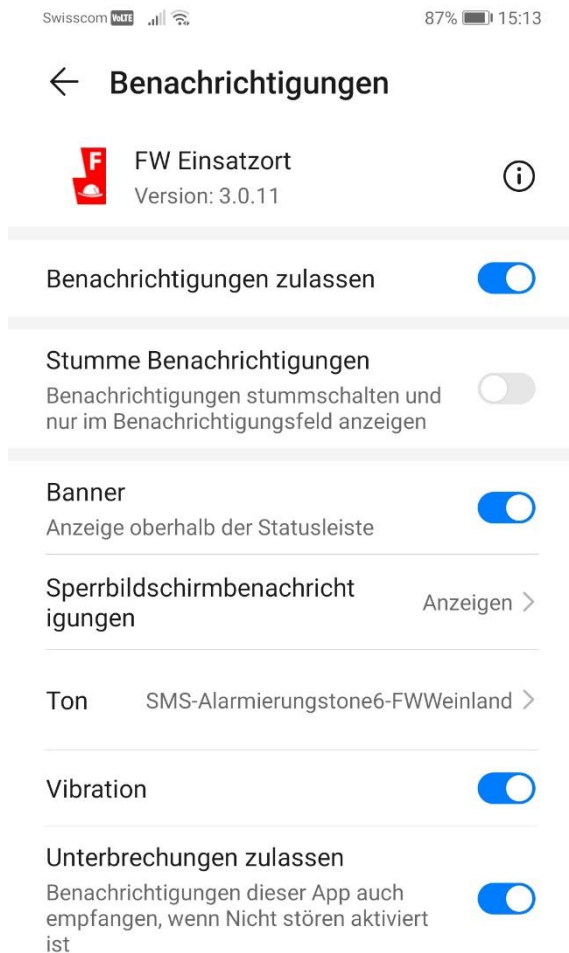 Swisscom VoLTE 87% 15:13
Benachrichtigungen
F FW Einsatzort
Version: 3.0.11
Benachrichtigungen zulassen
Stumme Benachrichtigungen
Benachrichtigungen stummschalten und
nur im Benachrichtigungsfeld anzeigen
Banner
Anzeige oberhalb der Statusleiste
Sperrbildschirmbenachricht
igungen
Anzeigen
Ton SMS-Alarmierungstone6-FWWeinland
Vibration
Unterbrechungen zulassen
Benachrichtigungen dieser App auch
empfangen, wenn Nicht stören aktiviert
ist